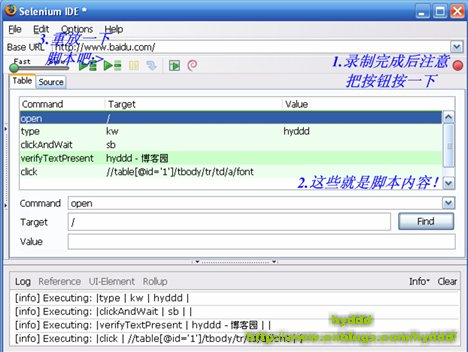 Selenium IDE *
File Edit Options Help
Base URL http://www.baidu.com/
3.重放一下
脚本吧:>
Fast
1.录制完成后注意
把按钮按一下
Table Source
Command Target Value
open /
type kw hyddd
clickAndWait sb
verifyTextPresent hyddd - 博客园
click //table[@id='1']/tbody/tr/td/a/font
2.这些就是脚本内容！
Command open
Target / Find
Value
Log Reference UI-Element Rollup Info Clear
[info] Executing: |type | kw | hyddd |
[info] Executing: |clickAndWait | sb | |
[info] Executing: |verifyTextPresent | hyddd - 博客园 | |
[info] Executing: |click | //table[@id='1']/tbody/tr/td/a/font | |
hyddd
http://www.cnblogs.com/hyddd/